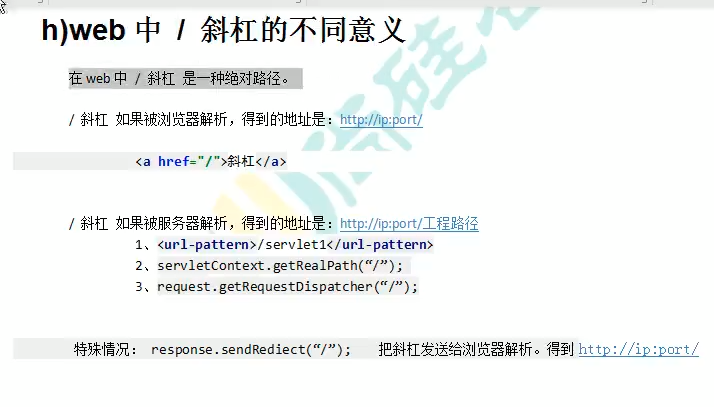 h)web 中 / 斜杠的不同意义
在 web 中 / 斜杠 是一种绝对路径。
/ 斜杠 如果被浏览器解析，得到的地址是：http://ip:port/
<a href="/">斜杠</a>
/ 斜杠 如果被服务器解析，得到的地址是：http://ip:port/工程路径
1、<url-pattern>/servlet1</url-pattern>
2、servletContext.getRealPath(“/”);
3、request.getRequestDispatcher(“/”);
特殊情况： response.sendRediect(“/”); 把斜杠发送给浏览器解析。得到 http://ip:port/